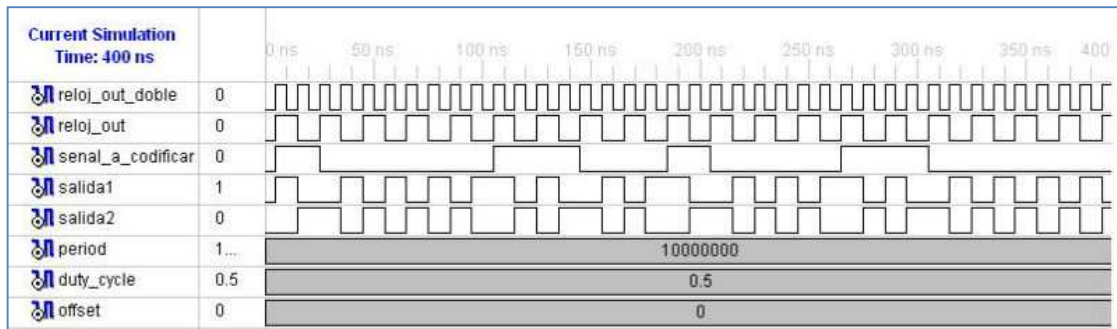 Current Simulation
Time: 400 ns
0 ns 50 ns 100 ns 150 ns 200 ns 250 ns 300 ns 350 ns 400
reloj_out_doble 0
reloj_out 0
senal_a_codificar 0
salida1 1
salida2 0
period 1... 10000000
duty_cycle 0.5 0.5
offset 0 0